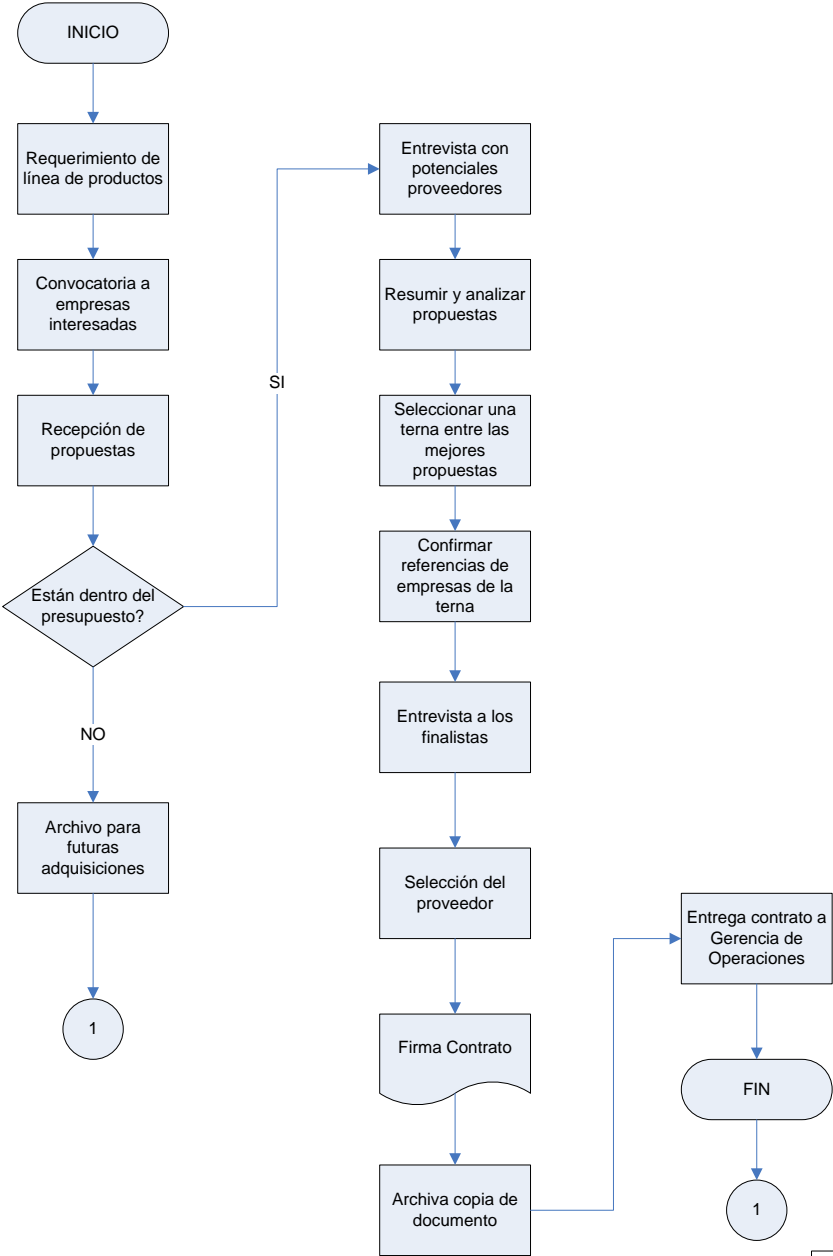 INICIO
Requerimiento de
línea de productos
Convocatoria a
empresas
interesadas
Recepción de
propuestas
Están dentro del
presupuesto?
SI
NO
Archivo para
futuras
adquisiciones
1
Entrevista con
potenciales
proveedores
Resumir y analizar
propuestas
Seleccionar una
terna entre las
mejores
propuestas
Confirmar
referencias de
empresas de la
terna
Entrevista a los
finalistas
Selección del
proveedor
Firma Contrato
Archiva copia de
documento
Entrega contrato a
Gerencia de
Operaciones
FIN
1